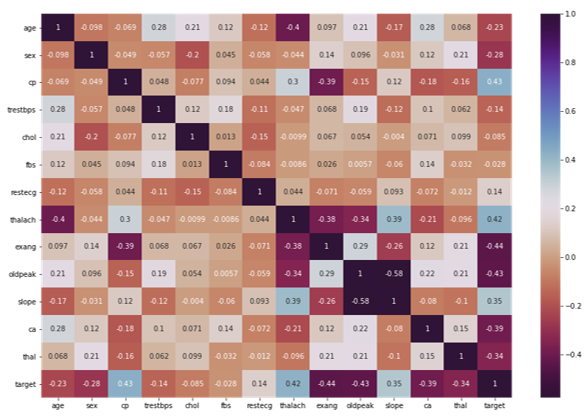 age 1 -0.098 -0.069 0.28 0.21 0.12 -0.12 -0.4 0.097 0.21 -0.17 0.28 0.068 -0.23
sex -0.098 1 -0.049 -0.057 -0.2 0.045 -0.058 -0.044 0.14 0.096 -0.031 0.12 0.21 -0.28
cp -0.069 -0.049 1 0.048 -0.077 0.094 0.044 0.3 -0.39 -0.15 0.12 -0.18 -0.16 0.43
trestbps 0.28 -0.057 0.048 1 0.12 0.18 -0.11 -0.047 0.068 0.19 -0.12 0.1 0.062 -0.14
chol 0.21 -0.2 -0.077 0.12 1 0.013 -0.15 -0.0099 0.067 0.054 -0.004 0.071 0.099 -0.085
fbs 0.12 0.045 0.094 0.18 0.013 1 -0.084 -0.0086 0.026 0.0057 -0.06 0.14 -0.032 -0.028
restecg -0.12 -0.058 0.044 -0.11 -0.15 -0.084 1 0.044 -0.071 -0.059 0.093 -0.072 -0.012 0.14
thalach -0.4 -0.044 0.3 -0.047 -0.0099 -0.0086 0.044 1 -0.38 -0.34 0.39 -0.21 -0.096 0.42
exang 0.097 0.14 -0.39 0.068 0.067 0.026 -0.071 -0.38 1 0.29 -0.26 0.12 0.21 -0.44
oldpeak 0.21 0.096 -0.15 0.19 0.054 0.0057 -0.059 -0.34 0.29 1 -0.58 0.22 0.21 -0.43
slope -0.17 -0.031 0.12 -0.12 -0.004 -0.06 0.093 0.39 -0.26 -0.58 1 -0.08 -0.1 0.35
ca 0.28 0.12 -0.18 0.1 0.071 0.14 -0.072 -0.21 0.12 0.22 -0.08 1 0.15 -0.39
thal 0.068 0.21 -0.16 0.062 0.099 -0.032 -0.012 -0.096 0.21 0.21 -0.1 0.15 1 -0.34
target -0.23 -0.28 0.43 -0.14 -0.085 -0.028 0.14 0.42 -0.44 -0.43 0.35 -0.39 -0.34 1
age sex cp trestbps chol fbs restecg thalach exang oldpeak slope ca thal target
1.0
0.8
0.6
0.4
0.2
0.0
-0.2
-0.4